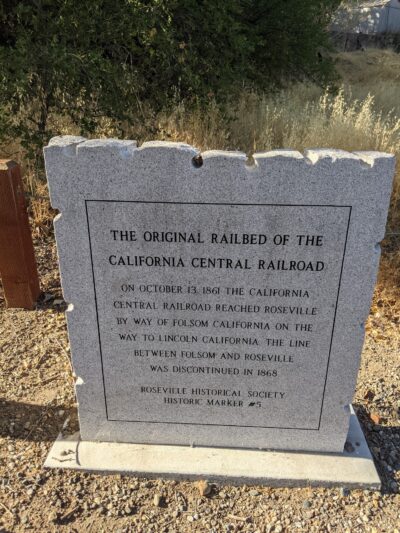 THE ORIGINAL RAILBED OF THE
CALIFORNIA CENTRAL RAILROAD
ON OCTOBER 13, 1861 THE CALIFORNIA
CENTRAL RAILROAD REACHED ROSEVILLE
BY WAY OF FOLSOM CALIFORNIA ON THE
WAY TO LINCOLN CALIFORNIA. THE LINE
BETWEEN FOLSOM AND ROSEVILLE
WAS DISCONTINUED IN 1868
ROSEVILLE HISTORICAL SOCIETY
HISTORIC MARKER #5